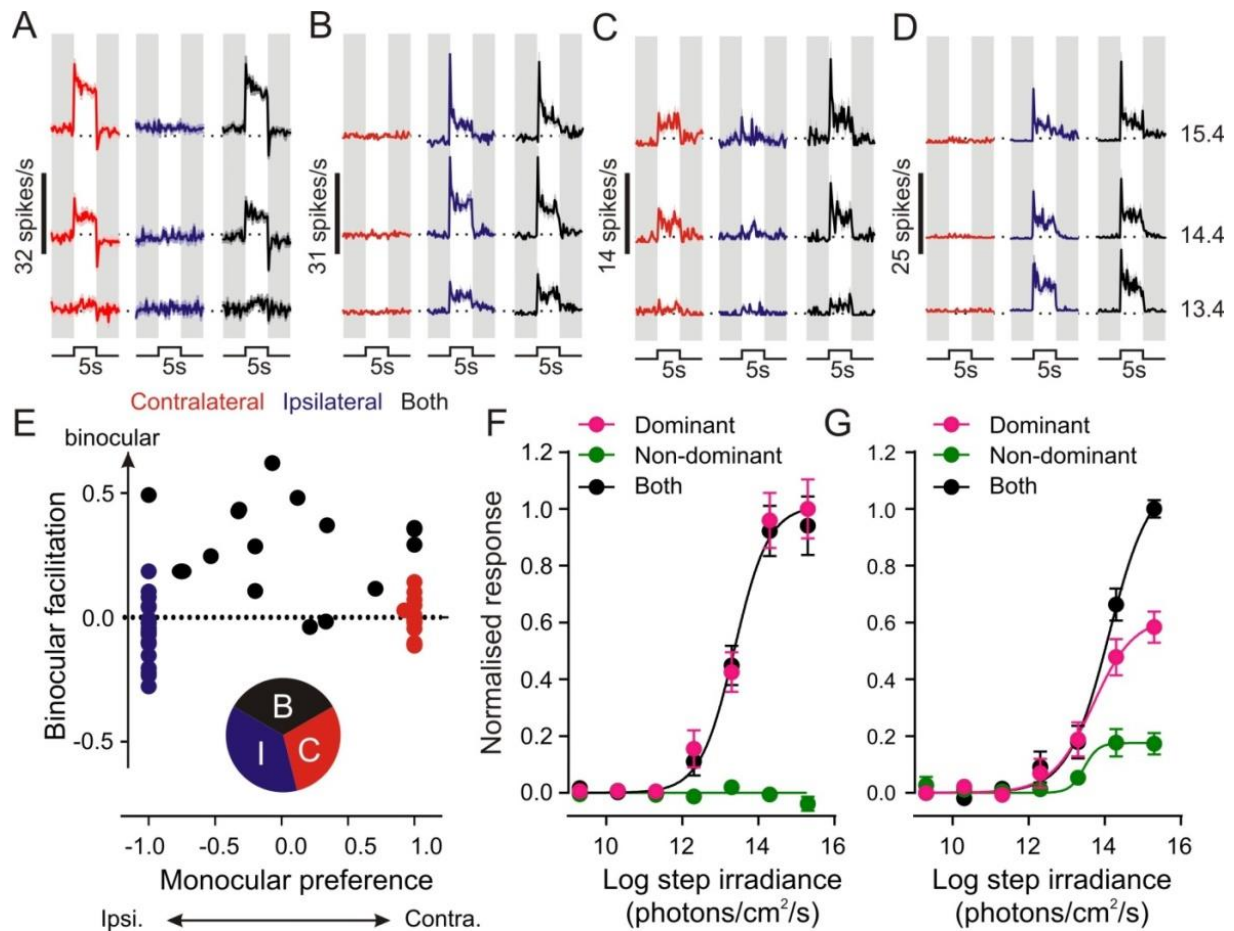 A
B
C
D
32 spikes/s
31 spikes/s
14 spikes/s
25 spikes/s
15.4
14.4
13.4
5s 5s 5s
5s 5s 5s
5s 5s 5s
5s 5s 5s
Contralateral Ipsilateral Both
E
binocular
Binocular facilitation
0.5
0.0
-0.5
B
I
C
-1.0 -0.5 0.0 0.5 1.0
Monocular preference
Ipsi. Contra.
F
Dominant
Non-dominant
Both
Normalised response
1.2
1.0
0.8
0.6
0.4
0.2
0.0
10 12 14 16
Log step irradiance
(photons/cm²/s)
G
Dominant
Non-dominant
Both
1.2
1.0
0.8
0.6
0.4
0.2
0.0
10 12 14 16
Log step irradiance
(photons/cm²/s)